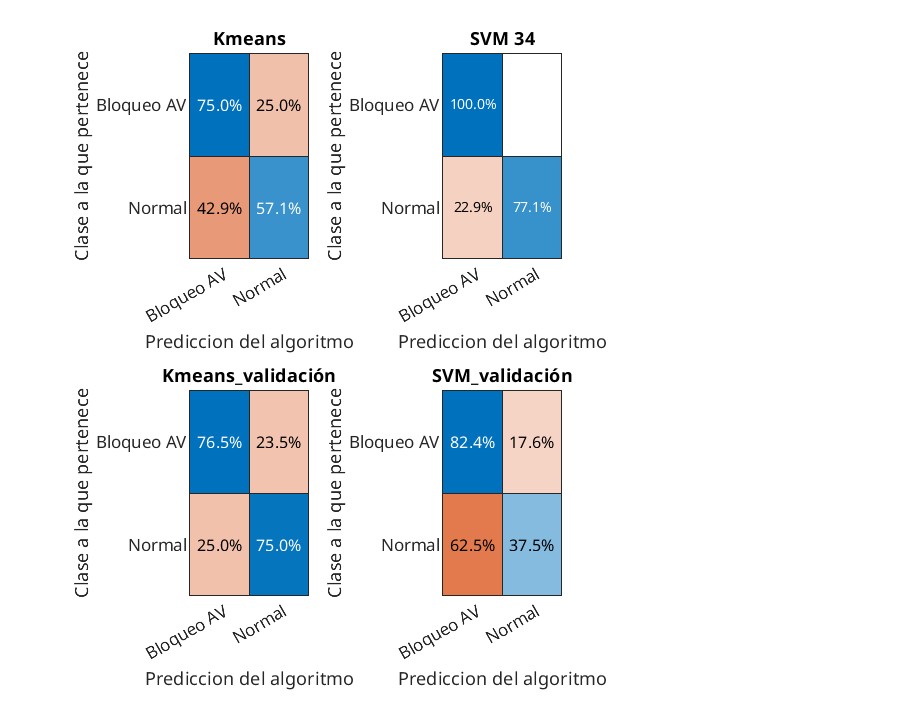 Kmeans
Clase a la que pertenece
Bloqueo AV
75.0%
25.0%
Normal
42.9%
57.1%
Bloqueo AV
Normal
Prediccion del algoritmo
SVM 34
Clase a la que pertenece
Bloqueo AV
100.0%
Normal
22.9%
77.1%
Bloqueo AV
Normal
Prediccion del algoritmo
Kmeans_validación
Clase a la que pertenece
Bloqueo AV
76.5%
23.5%
Normal
25.0%
75.0%
Bloqueo AV
Normal
Prediccion del algoritmo
SVM_validación
Clase a la que pertenece
Bloqueo AV
82.4%
17.6%
Normal
62.5%
37.5%
Bloqueo AV
Normal
Prediccion del algoritmo